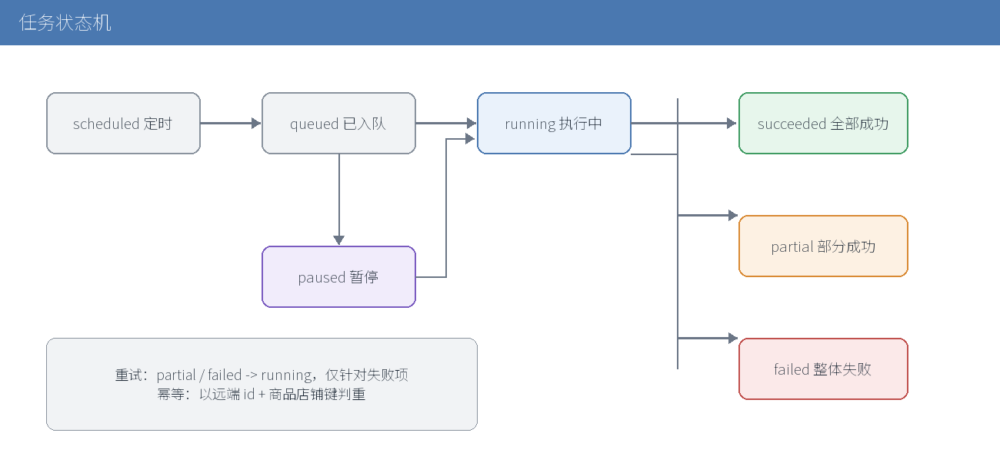 任务状态机
scheduled 定时
queued 已入队
running 执行中
succeeded 全部成功
paused 暂停
partial 部分成功
failed 整体失败
重试：partial / failed -> running，仅针对失败项
幂等：以远端 id + 商品店铺键判重